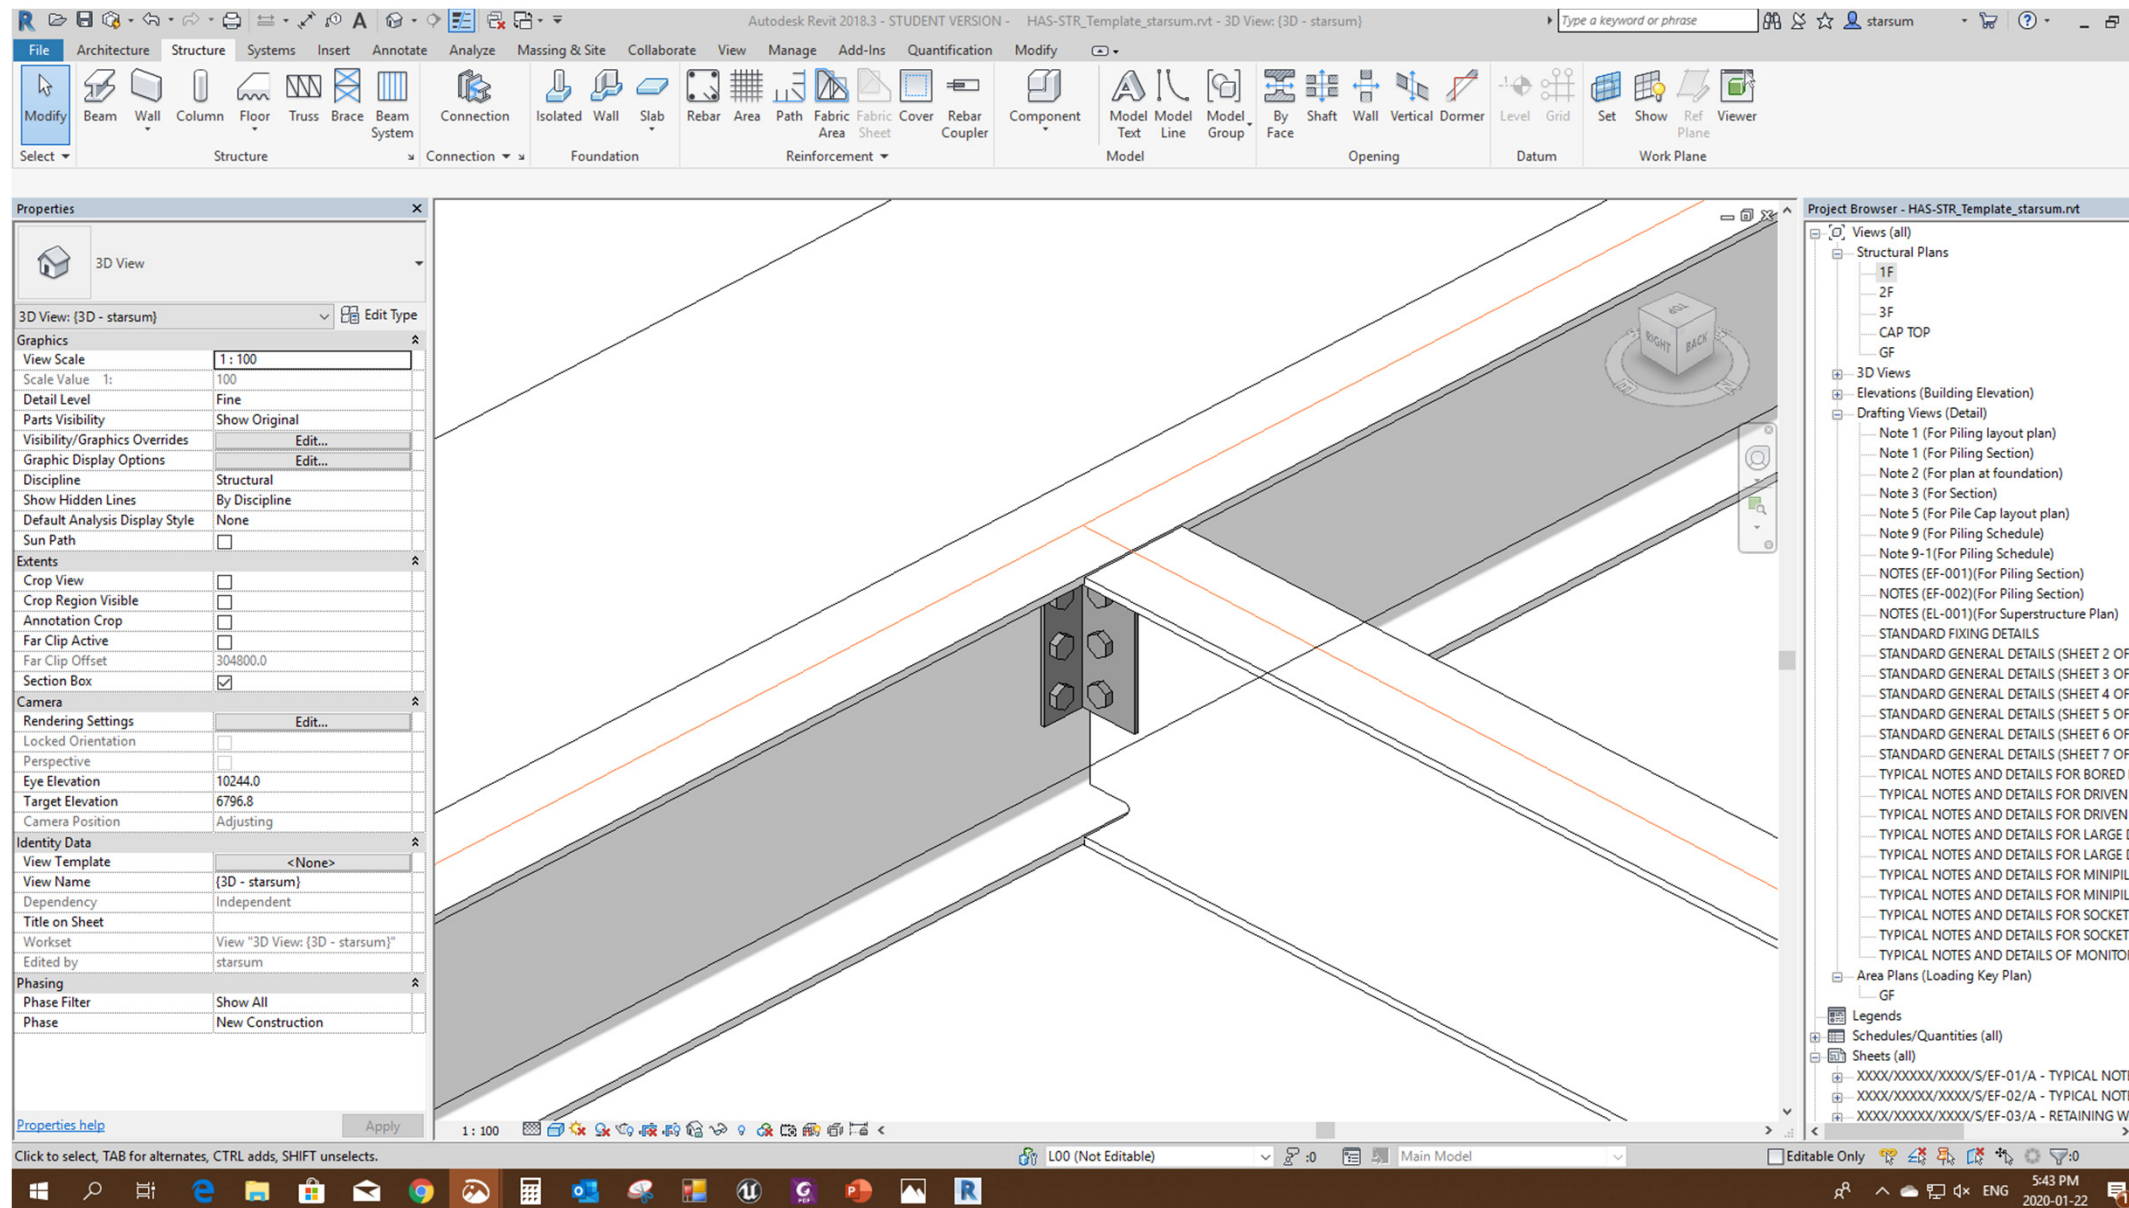 Autodesk Revit 2018.3 - STUDENT VERSION - HAS-STR_Template_starsum.rvt - 3D View: {3D - starsum}
Type a keyword or phrase
starsum
File Architecture Structure Systems Insert Annotate Analyze Massing & Site Collaborate View Manage Add-Ins Quantification Modify
Modify Beam Wall Column Floor Truss Brace Beam System Connection Isolated Wall Slab Rebar Area Path Fabric Area Fabric Sheet Cover Rebar Coupler Component Model Text Model Line Model Group By Face Shaft Wall Vertical Dormer Level Grid Set Show Ref Plane Viewer
Select Structure Connection Foundation Reinforcement Model Opening Datum Work Plane
Properties
3D View
3D View: {3D - starsum} Edit Type
Graphics
View Scale 1 : 100
Scale Value 1: 100
Detail Level Fine
Parts Visibility Show Original
Visibility/Graphics Overrides Edit...
Graphic Display Options Edit...
Discipline Structural
Show Hidden Lines By Discipline
Default Analysis Display Style None
Sun Path
Extents
Crop View
Crop Region Visible
Annotation Crop
Far Clip Active
Far Clip Offset 304800.0
Section Box
Camera
Rendering Settings Edit...
Locked Orientation
Perspective
Eye Elevation 10244.0
Target Elevation 6796.8
Camera Position Adjusting
Identity Data
View Template <None>
View Name {3D - starsum}
Dependency Independent
Title on Sheet
Workset View "3D View: {3D - starsum}"
Edited by starsum
Phasing
Phase Filter Show All
Phase New Construction
Properties help Apply
TOP
RIGHT BACK
N
1 : 100
Project Browser - HAS-STR_Template_starsum.rvt
Views (all)
Structural Plans
1F
2F
3F
CAP TOP
GF
3D Views
Elevations (Building Elevation)
Drafting Views (Detail)
Note 1 (For Piling layout plan)
Note 1 (For Piling Section)
Note 2 (For plan at foundation)
Note 3 (For Section)
Note 5 (For Pile Cap layout plan)
Note 9 (For Piling Schedule)
Note 9-1(For Piling Schedule)
NOTES (EF-001)(For Piling Section)
NOTES (EF-002)(For Piling Section)
NOTES (EL-001)(For Superstructure Plan)
STANDARD FIXING DETAILS
STANDARD GENERAL DETAILS (SHEET 2 OF
STANDARD GENERAL DETAILS (SHEET 3 OF
STANDARD GENERAL DETAILS (SHEET 4 OF
STANDARD GENERAL DETAILS (SHEET 5 OF
STANDARD GENERAL DETAILS (SHEET 6 OF
STANDARD GENERAL DETAILS (SHEET 7 OF
TYPICAL NOTES AND DETAILS FOR BORED
TYPICAL NOTES AND DETAILS FOR DRIVEN
TYPICAL NOTES AND DETAILS FOR DRIVEN
TYPICAL NOTES AND DETAILS FOR LARGE
TYPICAL NOTES AND DETAILS FOR LARGE
TYPICAL NOTES AND DETAILS FOR MINIPIL
TYPICAL NOTES AND DETAILS FOR MINIPIL
TYPICAL NOTES AND DETAILS FOR SOCKET
TYPICAL NOTES AND DETAILS FOR SOCKET
TYPICAL NOTES AND DETAILS OF MONITO
Area Plans (Loading Key Plan)
GF
Legends
Schedules/Quantities (all)
Sheets (all)
XXXX/XXXXX/XXXX/S/EF-01/A - TYPICAL NOT
XXXX/XXXXX/XXXX/S/EF-02/A - TYPICAL NOT
XXXX/XXXXX/XXXX/S/EF-03/A - RETAINING W
Click to select, TAB for alternates, CTRL adds, SHIFT unselects. L00 (Not Editable) :0 Main Model Editable Only :0
ENG 5:43 PM
2020-01-22